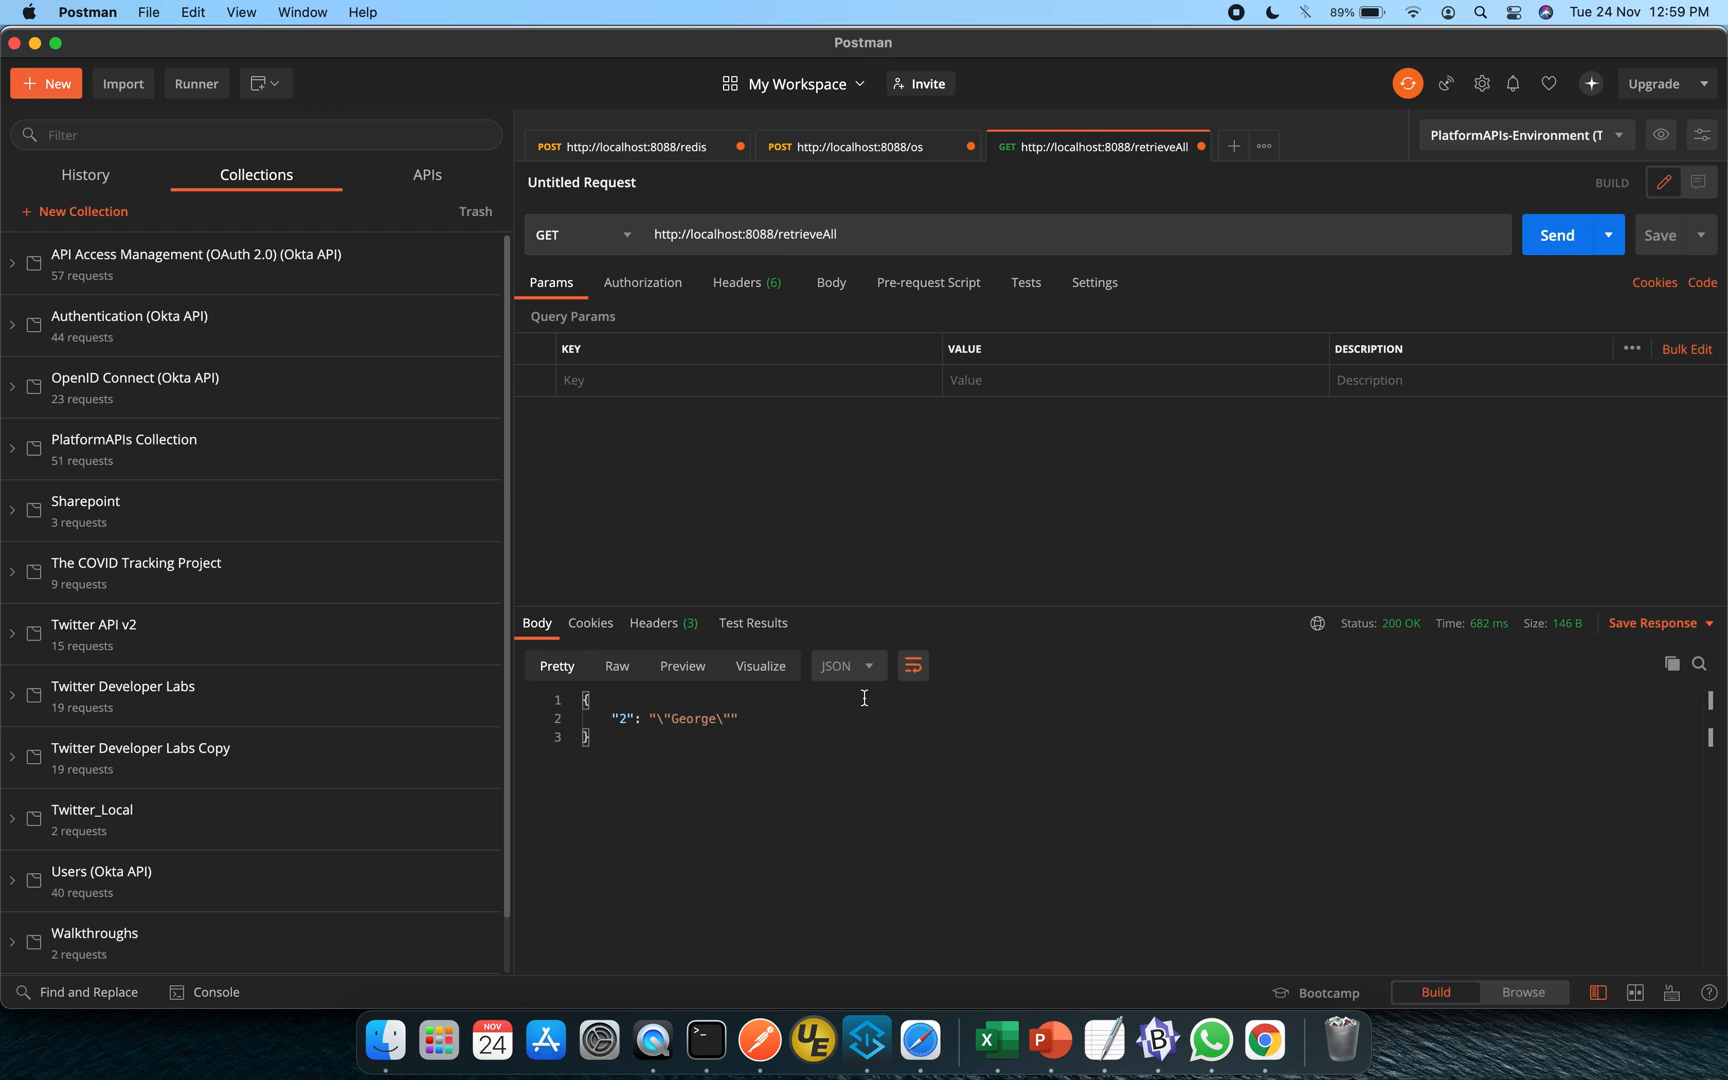 Postman File Edit View Window Help 89% Tue 24 Nov 12:59 PM
Postman
+ New Import Runner My Workspace Invite Upgrade
Filter
POST http://localhost:8088/redis POST http://localhost:8088/os GET http://localhost:8088/retrieveAll + ••• PlatformAPIs-Environment (T
History Collections APIs
Untitled Request BUILD
+ New Collection Trash
GET http://localhost:8088/retrieveAll Send Save
API Access Management (OAuth 2.0) (Okta API)
57 requests
Params Authorization Headers (6) Body Pre-request Script Tests Settings Cookies Code
Query Params
KEY VALUE DESCRIPTION ••• Bulk Edit
Key Value Description
Authentication (Okta API)
44 requests
OpenID Connect (Okta API)
23 requests
PlatformAPIs Collection
51 requests
Sharepoint
3 requests
The COVID Tracking Project
9 requests
Twitter API v2
15 requests
Twitter Developer Labs
19 requests
Twitter Developer Labs Copy
19 requests
Twitter_Local
2 requests
Users (Okta API)
40 requests
Walkthroughs
2 requests
Body Cookies Headers (3) Test Results Status: 200 OK Time: 682 ms Size: 146 B Save Response
Pretty Raw Preview Visualize JSON
1 {
2 "2": "\"George\""
3 }
Find and Replace Console Bootcamp Build Browse
NOV
24
UE
X
P
B